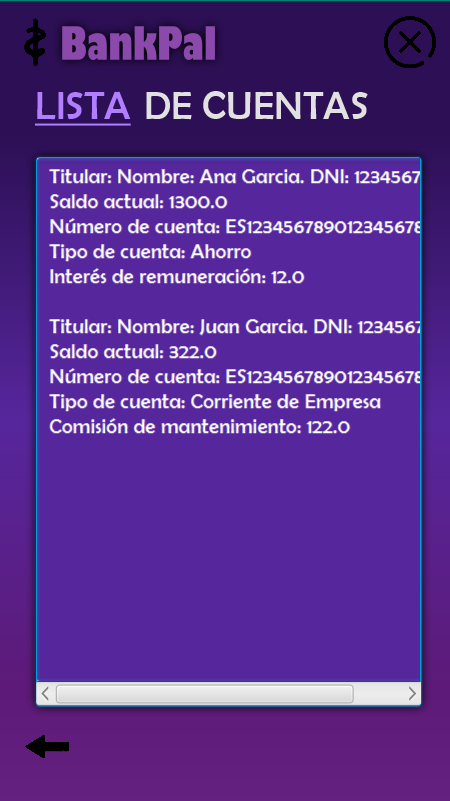 BankPal
LISTA DE CUENTAS
Titular: Nombre: Ana Garcia. DNI: 1234567
Saldo actual: 1300.0
Número de cuenta: ES123456789012345678
Tipo de cuenta: Ahorro
Interés de remuneración: 12.0
Titular: Nombre: Juan Garcia. DNI: 1234567
Saldo actual: 322.0
Número de cuenta: ES123456789012345678
Tipo de cuenta: Corriente de Empresa
Comisión de mantenimiento: 122.0